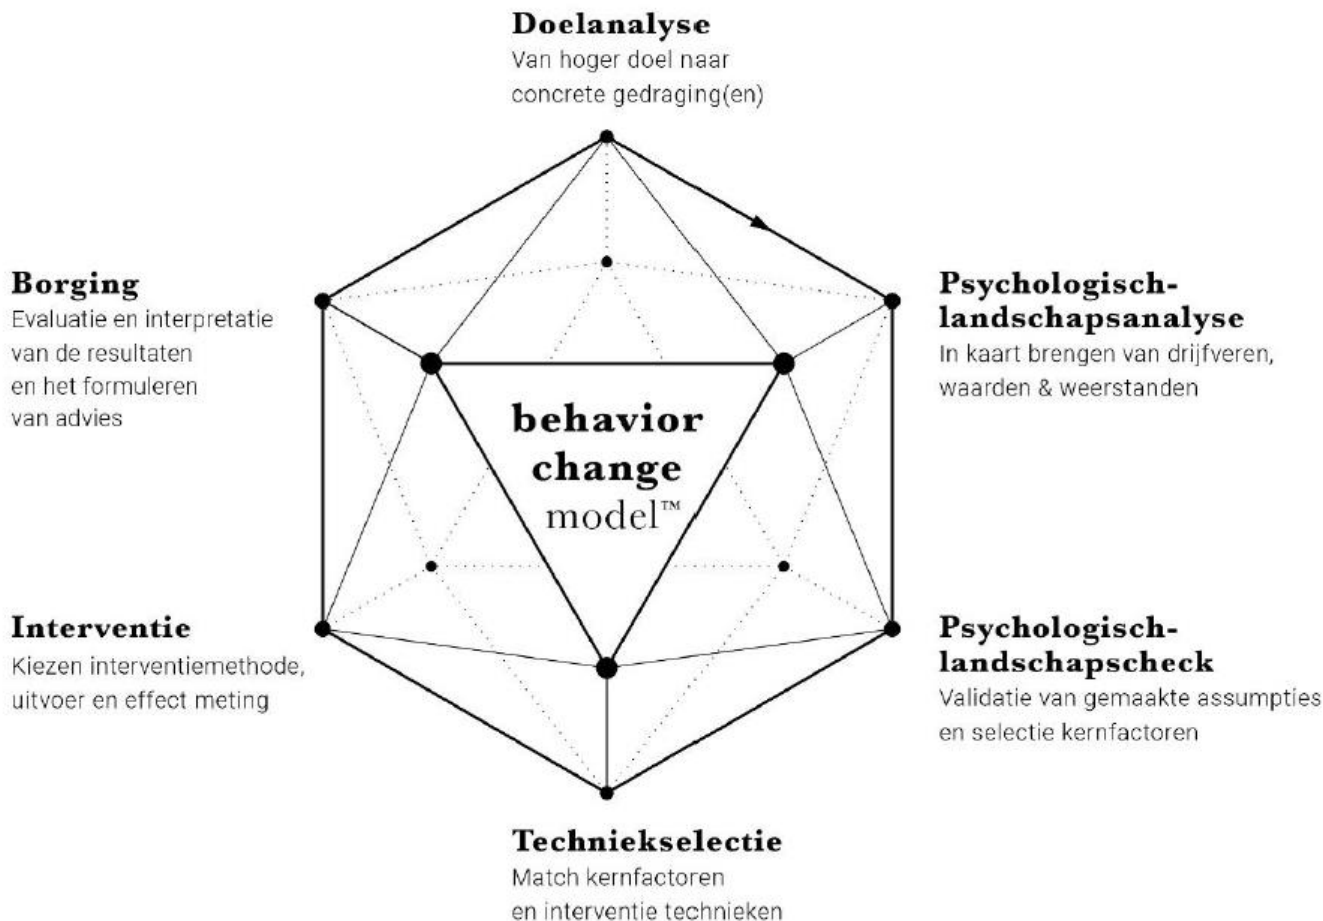 Doelanalyse
Van hoger doel naar
concrete gedraging(en)
Psychologisch-
landschapsanalyse
In kaart brengen van drijfveren,
waarden & weerstanden
Psychologisch-
landschapscheck
Validatie van gemaakte assumpties
en selectie kernfactoren
Techniekselectie
Match kernfactoren
en interventie technieken
Interventie
Kiezen interventiemethode,
uitvoer en effect meting
Borging
Evaluatie en interpretatie
van de resultaten
en het formuleren
van advies
behavior
change
model™